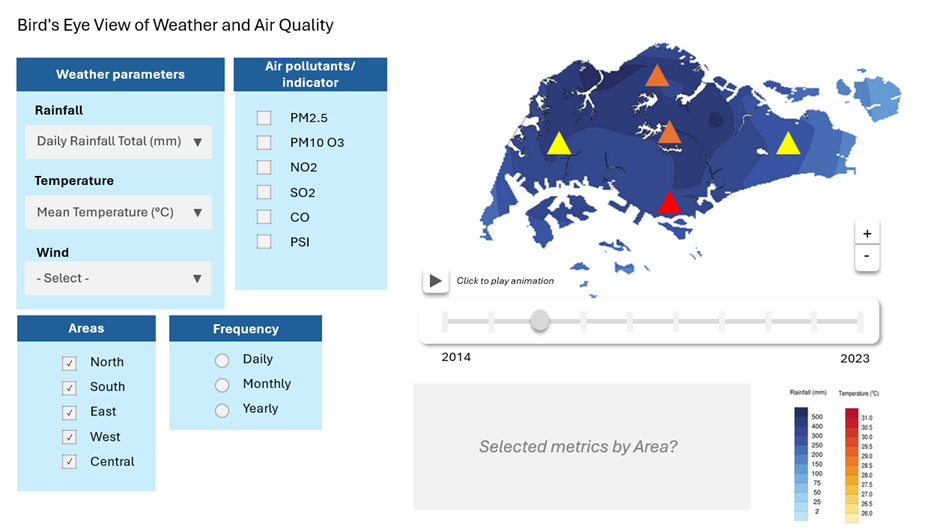 Bird's Eye View of Weather and Air Quality
Weather parameters
Rainfall
Daily Rainfall Total (mm)
Temperature
Mean Temperature (°C)
Wind
- Select -
Air pollutants/
indicator
PM2.5
PM10 O3
NO2
SO2
CO
PSI
Areas
North
South
East
West
Central
Frequency
Daily
Monthly
Yearly
+
-
Click to play animation
2014
2023
Selected metrics by Area?
Rainfall (mm)
500
400
300
250
200
150
100
75
50
25
2
Temperature (°C)
31.0
30.5
30.0
29.5
29.0
28.5
28.0
27.5
27.0
26.5
26.0